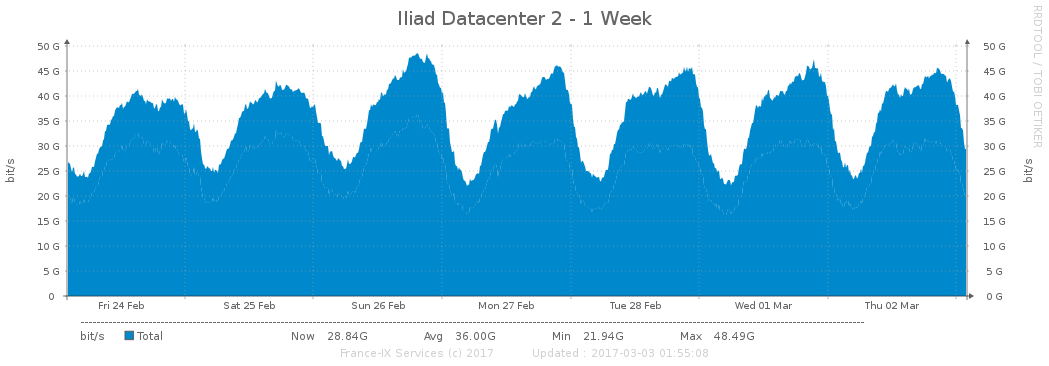 Iliad Datacenter 2 - 1 Week
RRDTOOL / TOBI OETIKER
50 G 50 G
45 G 45 G
40 G 40 G
35 G 35 G
30 G 30 G
25 G 25 G
20 G 20 G
15 G 15 G
10 G 10 G
5 G 5 G
0 0 G
bit/s bit/s
Fri 24 Feb Sat 25 Feb Sun 26 Feb Mon 27 Feb Tue 28 Feb Wed 01 Mar Thu 02 Mar
bit/s Total Now 28.84G Avg 36.00G Min 21.94G Max 48.49G
France-IX Services (c) 2017 Updated : 2017-03-03 01:55:08